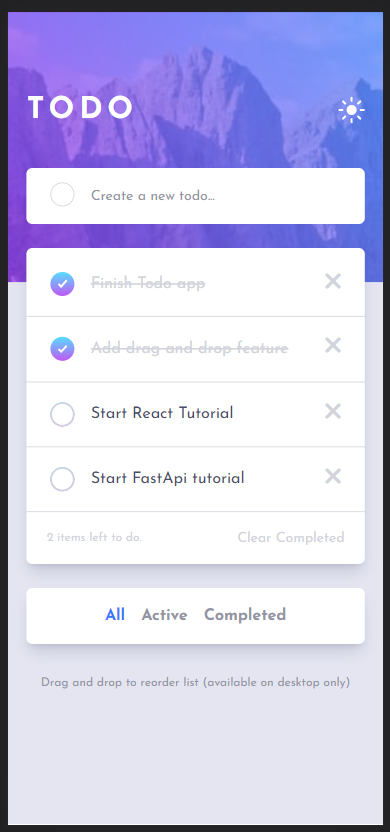 TODO
Create a new todo...
Finish Todo app
Add drag and drop feature
Start React Tutorial
Start FastApi tutorial
2 items left to do. Clear Completed
All Active Completed
Drag and drop to reorder list (available on desktop only)